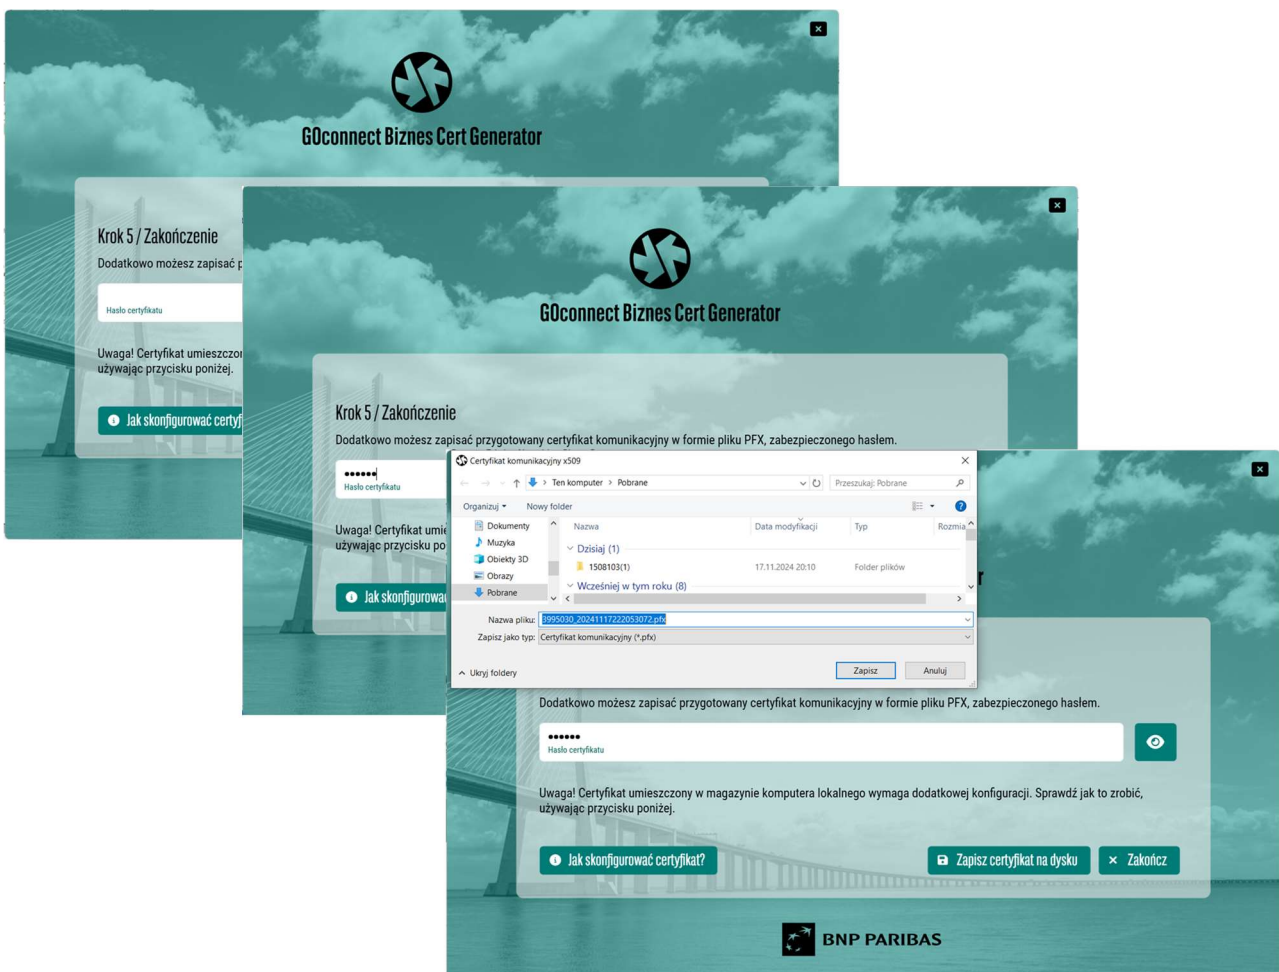 GOconnect Biznes Cert Generator
Krok 5 / Zakończenie
Dodatkowo możesz zapisać p
Hasło certyfikatu
Uwaga! Certyfikat umieszczon
używając przycisku poniżej.
Jak skonfigurować certyf
GOconnect Biznes Cert Generator
Krok 5 / Zakończenie
Dodatkowo możesz zapisać przygotowany certyfikat komunikacyjny w formie pliku PFX, zabezpieczonego hasłem.
••••••
Hasło certyfikatu
Uwaga! Certyfikat umie
używając przycisku po
Jak skonfigurowa
Certyfikat komunikacyjny x509
Ten komputer > Pobrane
Przeszukaj: Pobrane
Organizuj
Nowy folder
Dokumenty
Muzyka
Obiekty 3D
Obrazy
Pobrane
Nazwa
Data modyfikacji
Typ
Rozmia
Dzisiaj (1)
1508103(1)
17.11.2024 20:10
Folder plików
Wcześniej w tym roku (8)
Nazwa pliku: 3995030_20241117222053072.pfx
Zapisz jako typ: Certyfikat komunikacyjny (*.pfx)
Ukryj foldery
Zapisz
Anuluj
r
Dodatkowo możesz zapisać przygotowany certyfikat komunikacyjny w formie pliku PFX, zabezpieczonego hasłem.
••••••
Hasło certyfikatu
Uwaga! Certyfikat umieszczony w magazynie komputera lokalnego wymaga dodatkowej konfiguracji. Sprawdź jak to zrobić,
używając przycisku poniżej.
Jak skonfigurować certyfikat?
Zapisz certyfikat na dysku
Zakończ
BNP PARIBAS